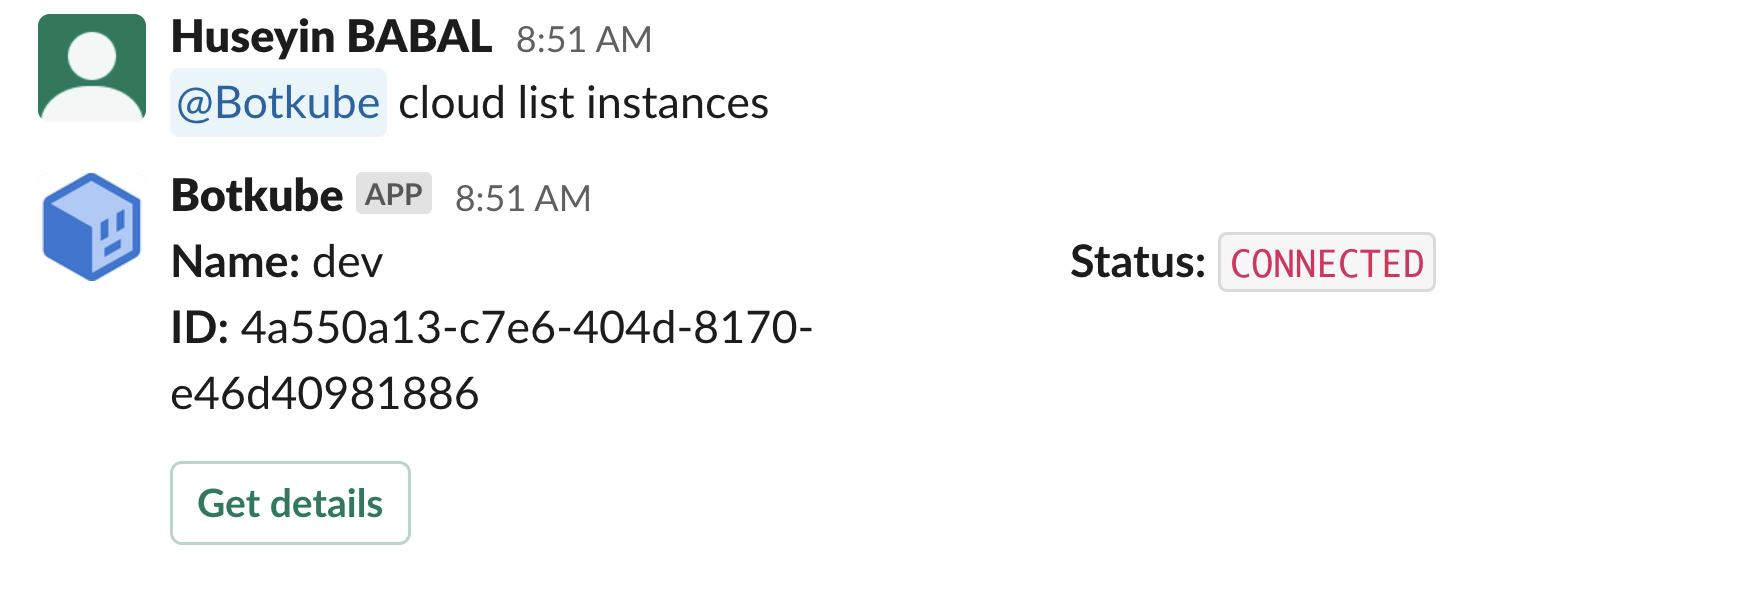 Huseyin BABAL 8:51 AM
@Botkube cloud list instances
Botkube APP 8:51 AM
Name: dev Status: CONNECTED
ID: 4a550a13-c7e6-404d-8170-
e46d40981886
Get details